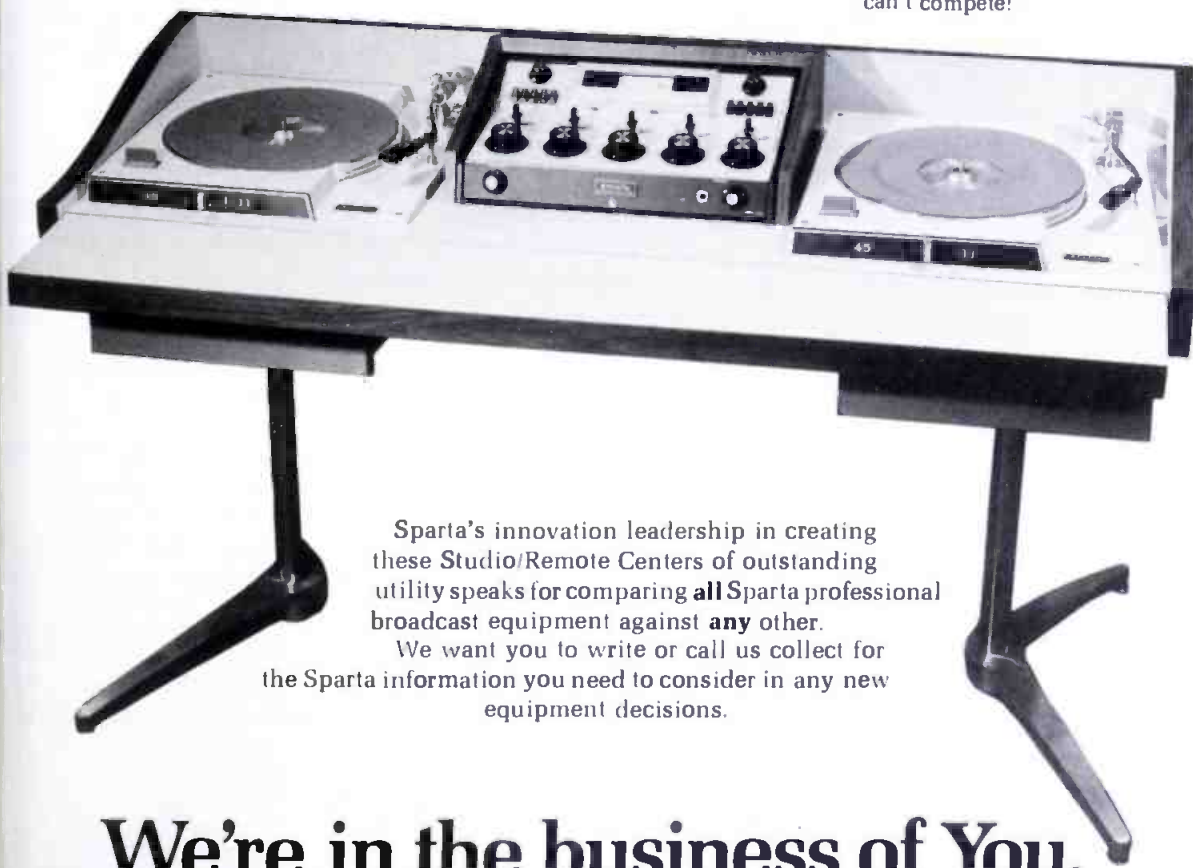 can't compete!
45
Sparta's innovation leadership in creating
these Studio/Remote Centers of outstanding
utility speaks for comparing all Sparta professional
broadcast equipment against any other.
We want you to write or call us collect for
the Sparta information you need to consider in any new
equipment decisions.
We're in the business of You.